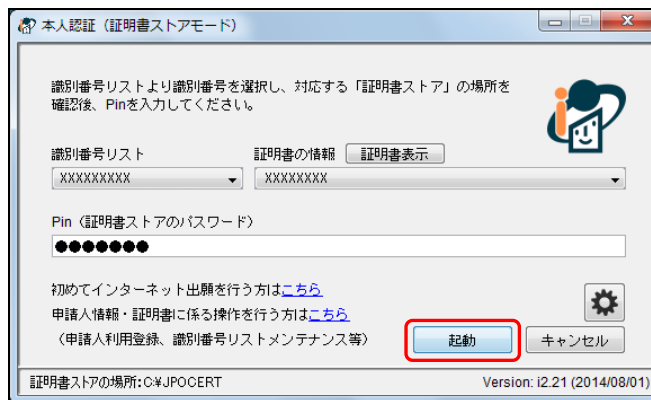 本人認証（証明書ストアモード）
識別番号リストより識別番号を選択し、対応する「証明書ストア」の場所を
確認後、Pinを入力してください。
識別番号リスト
証明書の情報 証明書表示
XXXXXXXXX
XXXXXXXX
Pin（証明書ストアのパスワード）
●●●●●●●
初めてインターネット出願を行う方はこちら
申請人情報・証明書に係る操作を行う方はこちら
（申請人利用登録、識別番号リストメンテナンス等）
起動
キャンセル
証明書ストアの場所:C:¥JPOCERT
Version: i2.21 (2014/08/01)